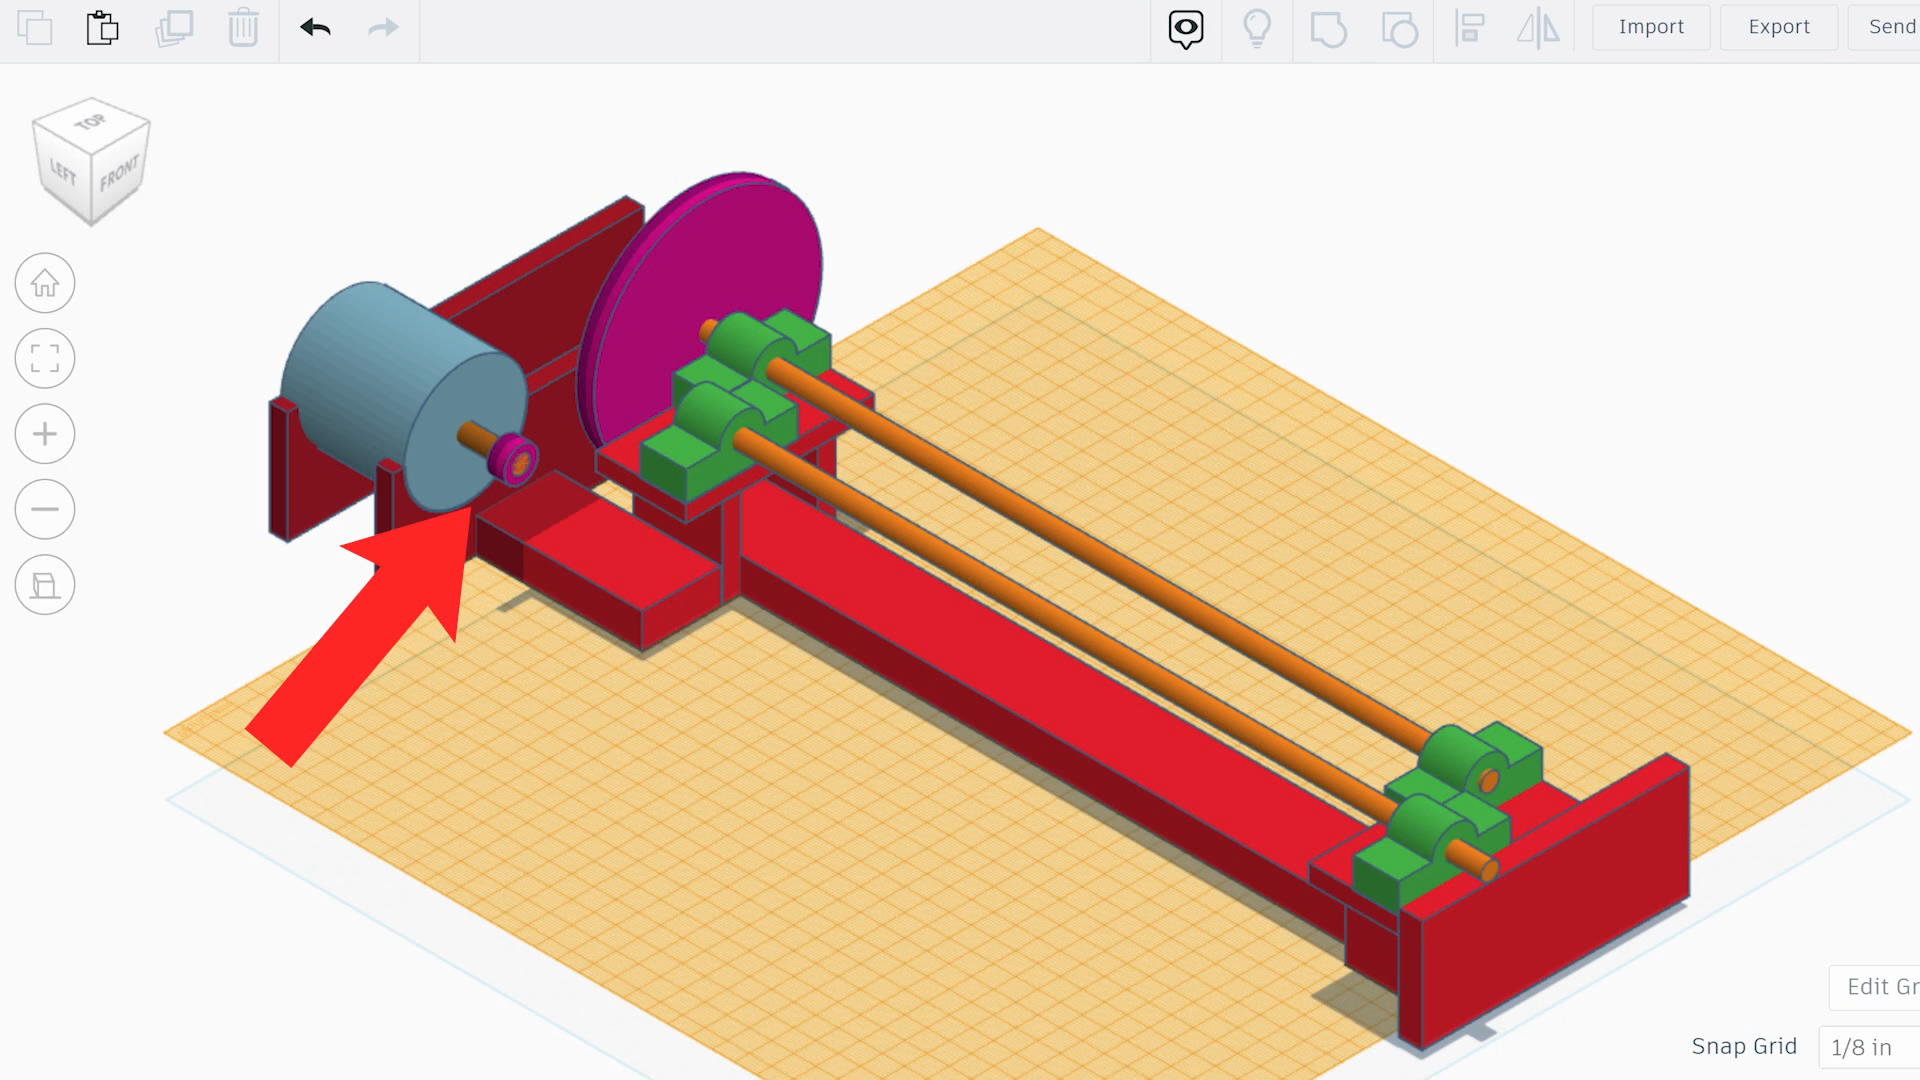 Import
Export
Send
TOP
LEFT
FRONT
Edit Gr
Snap Grid
1/8 in